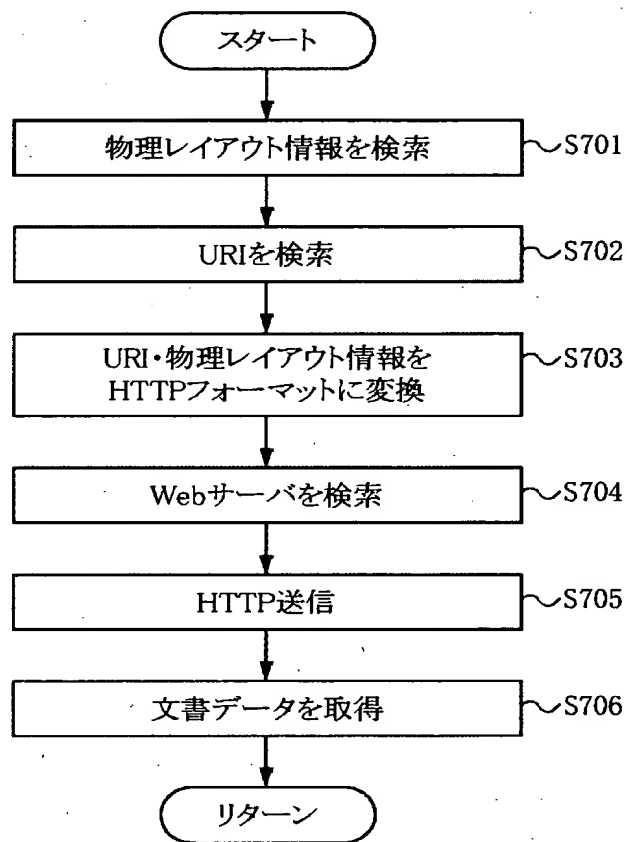 スタート
物理レイアウト情報を検索
S701
URIを検索
S702
URI・物理レイアウト情報を
HTTPフォーマットに変換
S703
Webサーバを検索
S704
HTTP送信
S705
文書データを取得
S706
リターン